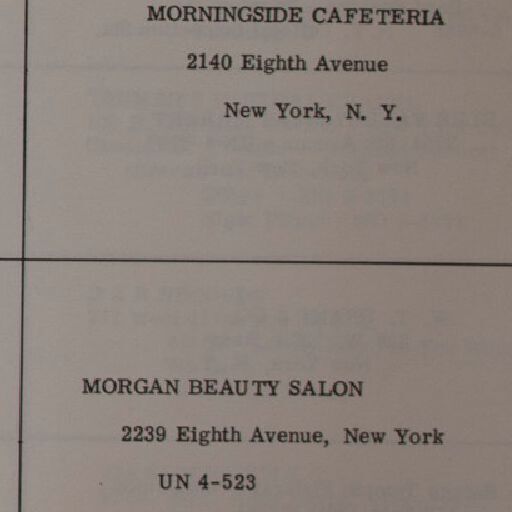 MORNINGSIDE CAFETERIA
2140 Eighth Avenue
New York, N. Y.
MORGAN BEAUTY SALON
2239 Eighth Avenue, New York
UN 4-523